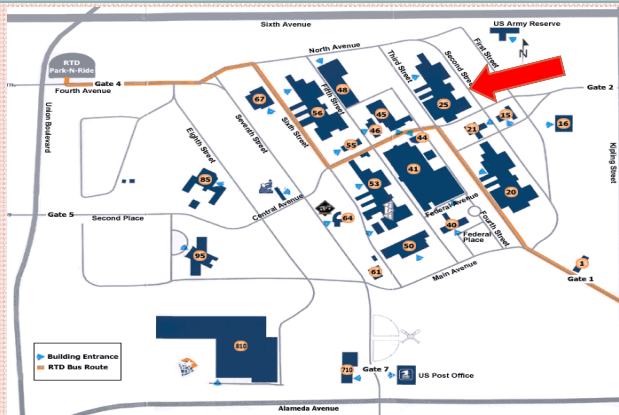 Sixth Avenue
US Army Reserve
N
First Street
North Avenue
Third Street
Second Street
RTD
Park-N-Ride
Gate 4
Fourth Avenue
Gate 2
48
67
56
Fifth Street
45
25
15
16
46
21
44
Union Boulevard
Eighth Street
Seventh Street
Sixth Street
55
Kipling Street
41
85
53
20
Gate 5
Second Place
Central Avenue
64
Federal Avenue
40
Federal
Place
Fourth Street
95
50
61
Main Avenue
1
Gate 1
810
Building Entrance
RTD Bus Route
710
Gate 7
US Post Office
Alameda Avenue